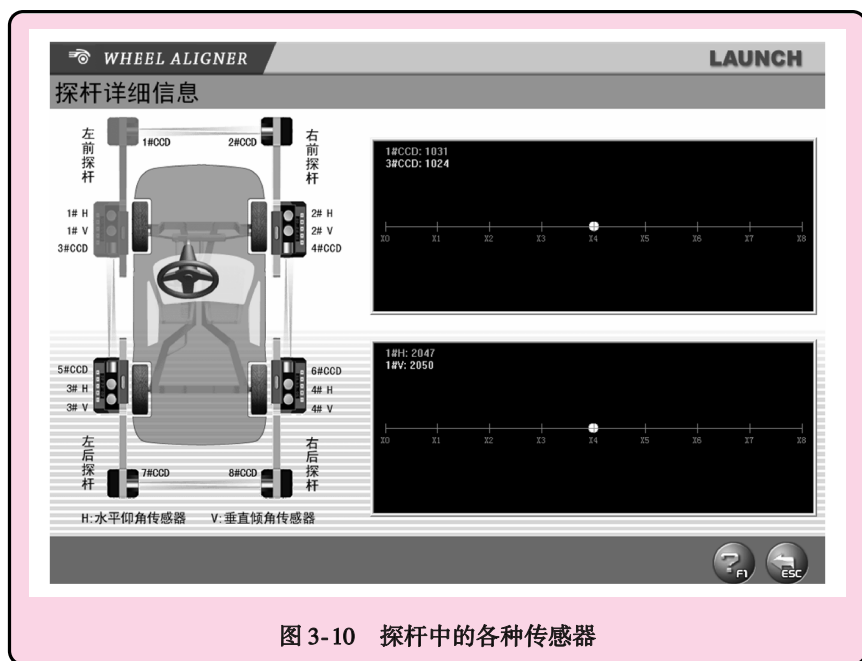 WHEEL ALIGNER
LAUNCH
探杆详细信息
左前探杆
1#CCD
2#CCD
右前探杆
1# H
1# V
3#CCD
2# H
2# V
4#CCD
5#CCD
3# H
3# V
6#CCD
4# H
4# V
左后探杆
7#CCD
8#CCD
右后探杆
H:水平仰角传感器 V:垂直倾角传感器
1#CCD: 1031
3#CCD: 1024
X0 X1 X2 X3 X4 X5 X6 X7 X8
1#H: 2047
1#V: 2050
X0 X1 X2 X3 X4 X5 X6 X7 X8
? F1
ESC
图 3-10 探杆中的各种传感器